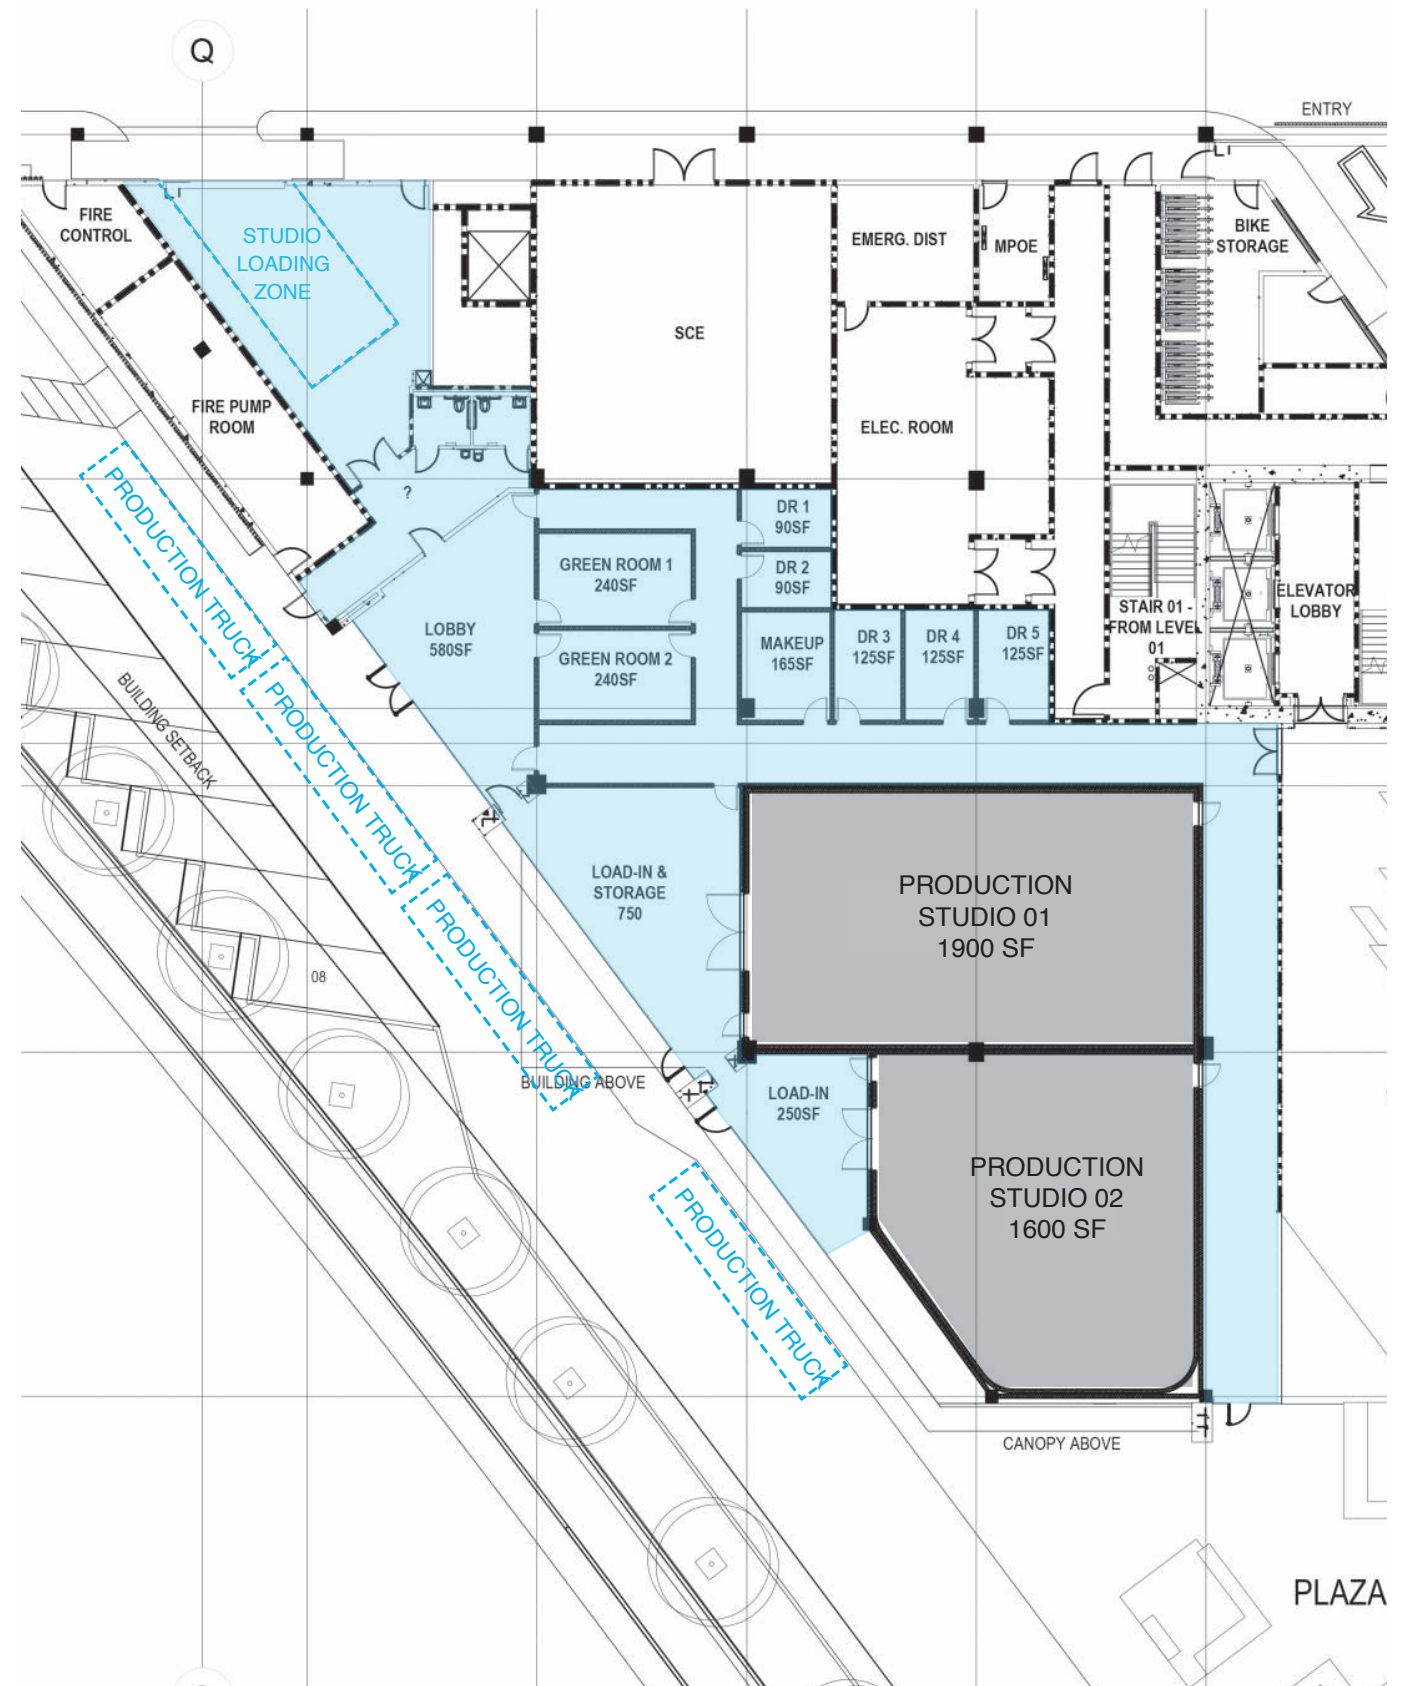 Q
ENTRY
FIRE
CONTROL
STUDIO
LOADING
ZONE
EMERG. DIST
MPOE
BIKE
STORAGE
SCE
FIRE PUMP
ROOM
ELEC. ROOM
?
DR 1
90SF
GREEN ROOM 1
240SF
DR 2
90SF
STAIR 01 -
FROM LEVEL
01
ELEVATOR
LOBBY
LOBBY
580SF
GREEN ROOM 2
240SF
MAKEUP
165SF
DR 3
125SF
DR 4
125SF
DR 5
125SF
PRODUCTION TRUCK
PRODUCTION TRUCK
PRODUCTION TRUCK
PRODUCTION TRUCK
BUILDING SETBACK
LOAD-IN &
STORAGE
750
PRODUCTION
STUDIO 01
1900 SF
08
BUILDING ABOVE
LOAD-IN
250SF
PRODUCTION
STUDIO 02
1600 SF
CANOPY ABOVE
PLAZA